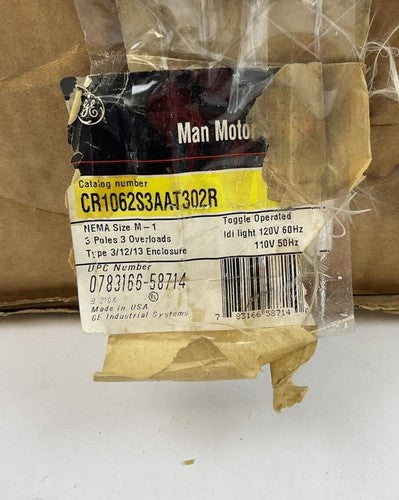 GE
Man Motor
Catalog number
CR1062S3AAT302R
NEMA Size M-1
3 Poles 3 Overloads
Type 3/12/13 Enclosure
Toggle Operated
Idi light 120V 60Hz
110V 50Hz
UPC Number
0783166-58714
UL
Made in USA
GE Industrial Systems
7 83166 58714